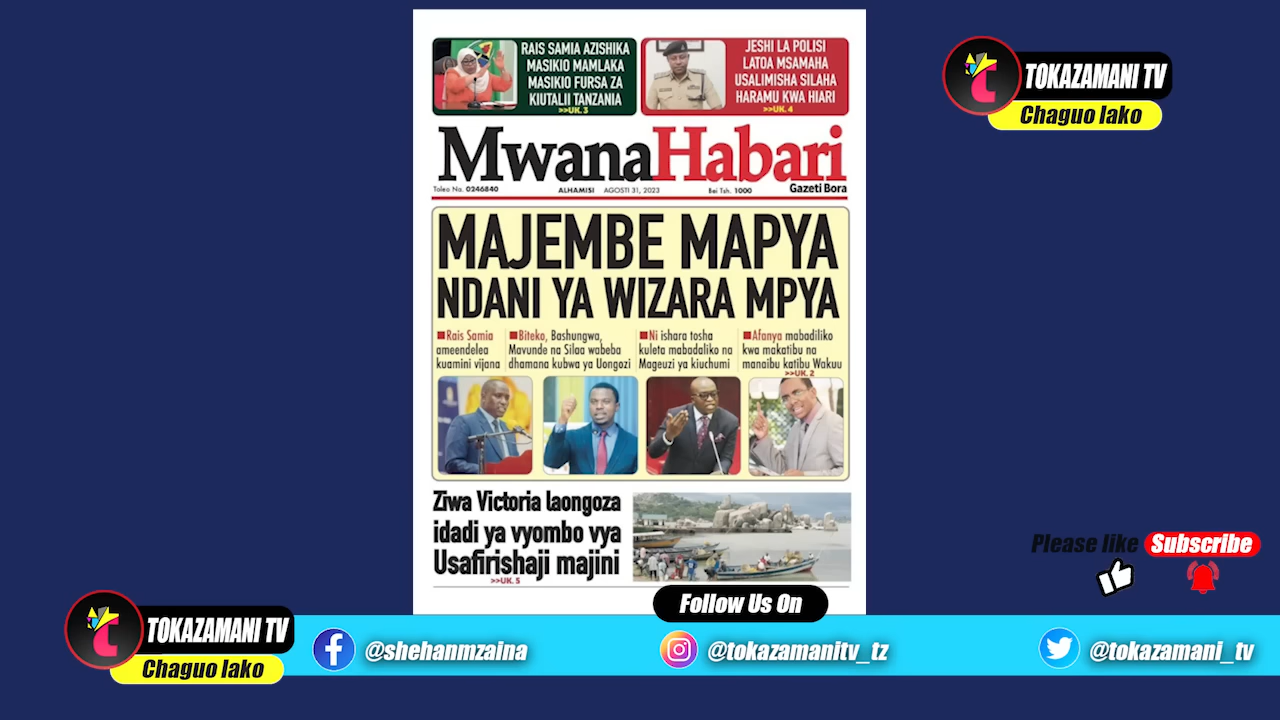 RAIS SAMIA AZISHIKA
MASIKIO MAMLAKA
MASIKIO FURSA ZA
KIUTALII TANZANIA
>>UK. 3
JESHI LA POLISI
LATOA MSAMAHA
USALIMISHA SILAHA
HARAMU KWA HIARI
>>UK. 4
TOKAZAMANI TV
Chaguo lako
MwanaHabari
Toleo Na. 0246840
ALHAMISI AGOSTI 31, 2023
Bei Tsh. 1000
Gazeti Bora
MAJEMBE MAPYA
NDANI YA WIZARA MPYA
Rais Samia
ameendelea
kuamini vijana
Biteko, Bashungwa,
Mavunde na Silaa wabeba
dhamana kubwa ya Uongozi
Ni ishara tosha
kuleta mabadaliko na
Mageuzi ya kiuchumi
Afanya mabadiliko
kwa makatibu na
manaibu katibu Wakuu
>>UK. 2
Ziwa Victoria laongoza
idadi ya vyombo vya
Usafirishaji majini
>>UK. 5
Please like Subscribe
Follow Us On
TOKAZAMANI TV
Chaguo lako
@shehanmzaina
@tokazamanitv_tz
@tokazamani_tv